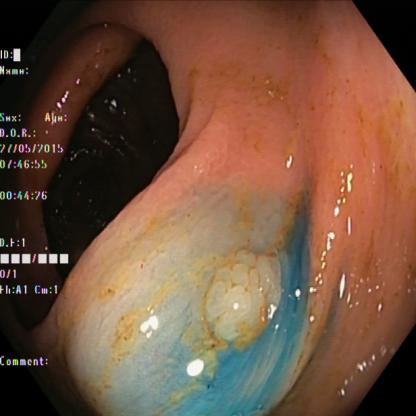 ID:
Name:
Sex: Age:
D.O.B.:
27/05/2015
07:46:55
00:44:26
D.F:1
/
0/1
Eh:A1 Cm:1
Comment: